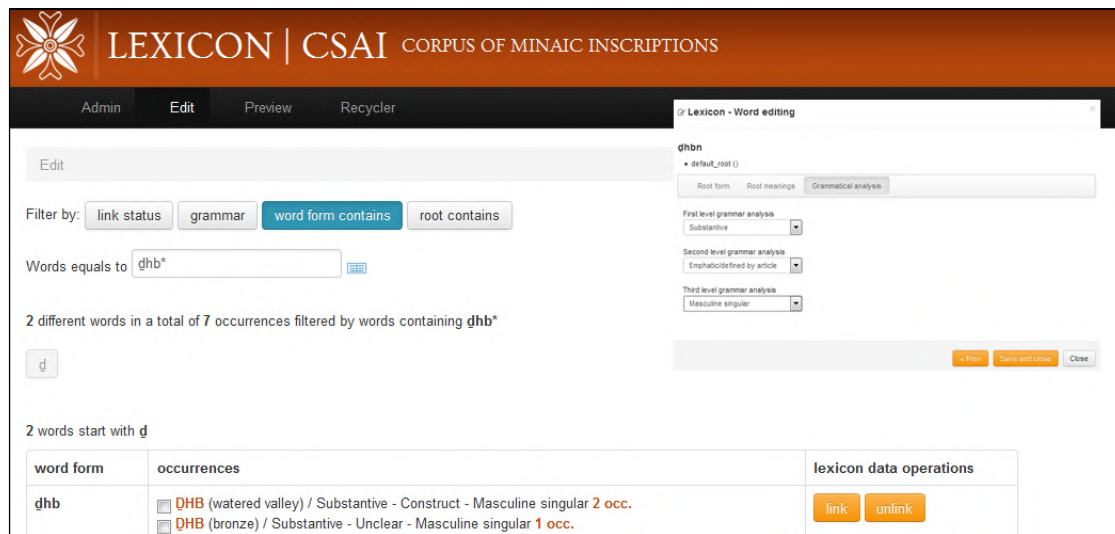 LEXICON | CSAI CORPUS OF MINAIC INSCRIPTIONS
Admin Edit Preview Recycler
Edit
Filter by: link status grammar word form contains root contains
Words equals to ḏhb*
2 different words in a total of 7 occurrences filtered by words containing ḏhb*
ḏ
2 words start with ḏ
word form occurrences lexicon data operations
ḏhb
ḎHB (watered valley) / Substantive - Construct - Masculine singular 2 occ.
ḎHB (bronze) / Substantive - Unclear - Masculine singular 1 occ.
link unlink
Lexicon - Word editing
ḏhbn
• default_root ()
Root form Root meanings Grammatical analysis
First level grammar analysis
Substantive
Second level grammar analysis
Emphatic/defined by article
Third level grammar analysis
Masculine singular
« Prev Save and close Close